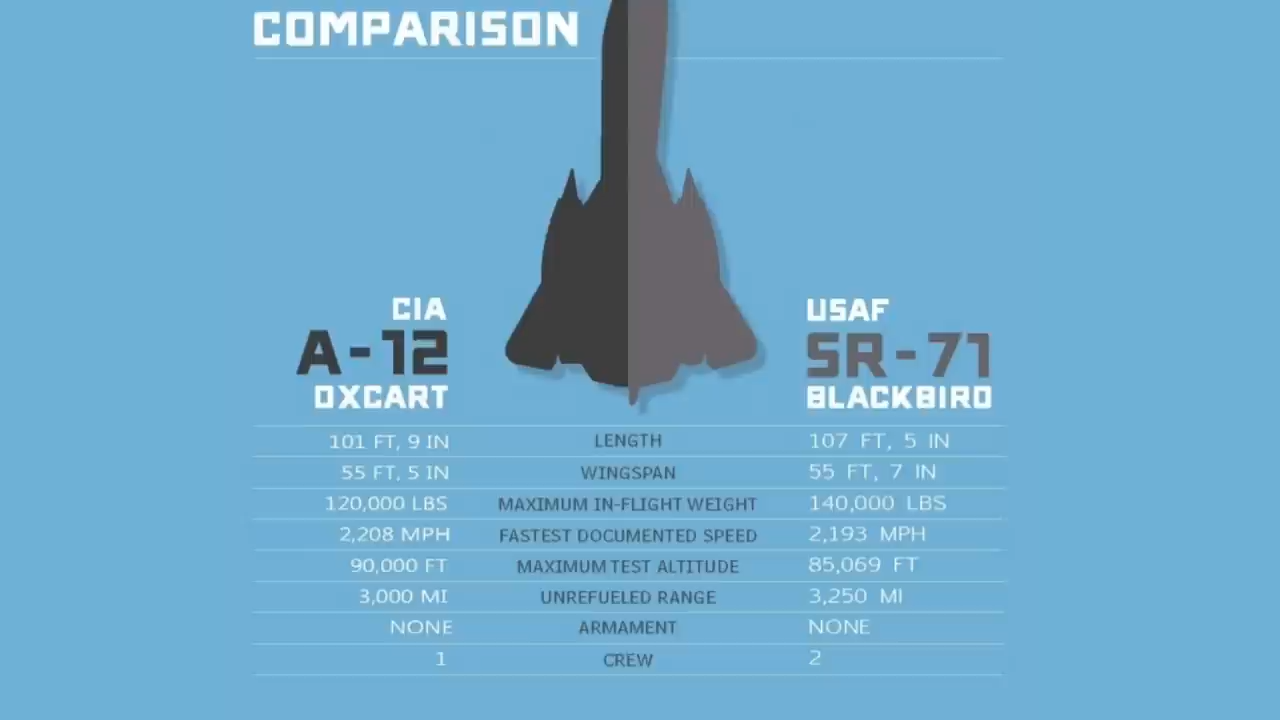 COMPARISON
CIA
A-12
OXCART
USAF
SR-71
BLACKBIRD
101 FT, 9 IN LENGTH 107 FT, 5 IN
55 FT, 5 IN WINGSPAN 55 FT, 7 IN
120,000 LBS MAXIMUM IN-FLIGHT WEIGHT 140,000 LBS
2,208 MPH FASTEST DOCUMENTED SPEED 2,193 MPH
90,000 FT MAXIMUM TEST ALTITUDE 85,069 FT
3,000 MI UNREFUELED RANGE 3,250 MI
NONE ARMAMENT NONE
1 CREW 2